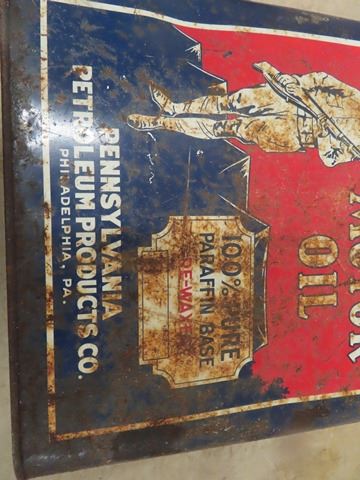 MOTOR
OIL
100% PURE
PARAFFIN BASE
DE-WAXED
PENNSYLVANIA
PETROLEUM PRODUCTS CO.
PHILADELPHIA, PA.